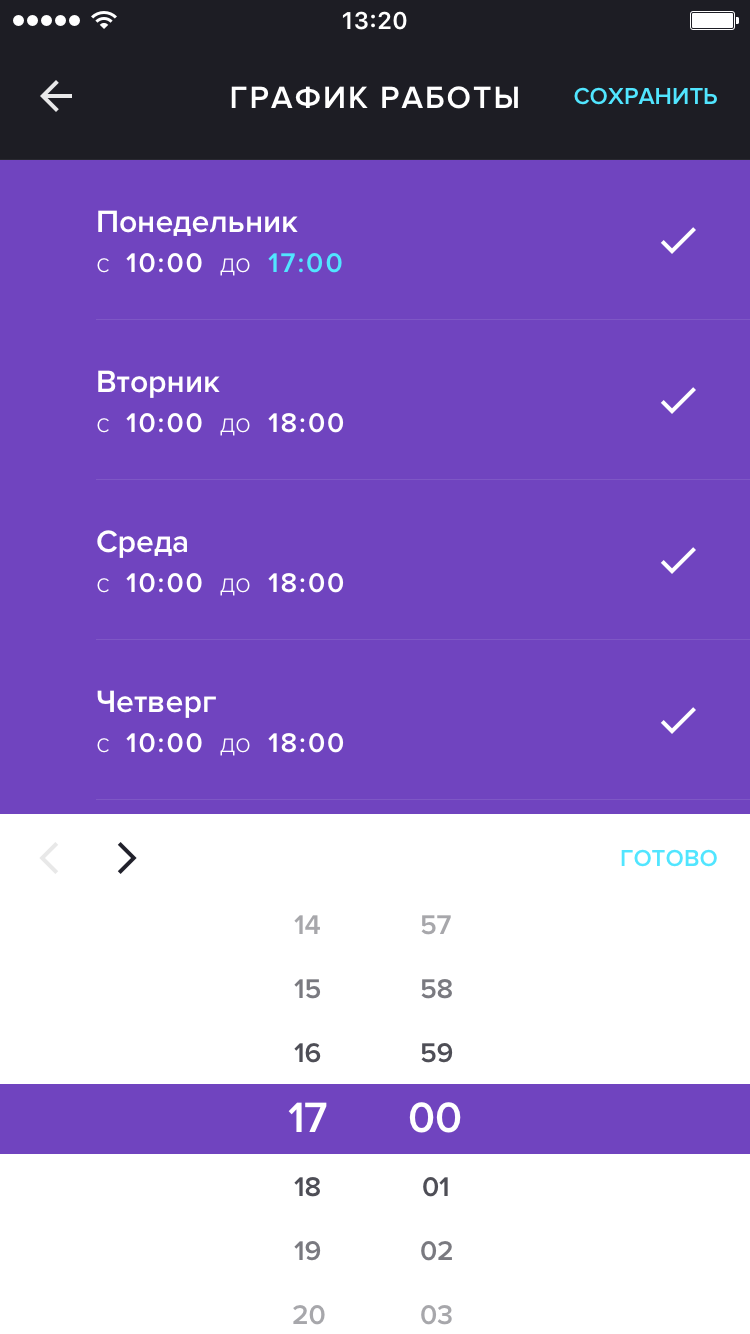 13:20
ГРАФИК РАБОТЫ СОХРАНИТЬ
Понедельник
с 10:00 до 17:00
Вторник
с 10:00 до 18:00
Среда
с 10:00 до 18:00
Четверг
с 10:00 до 18:00
ГОТОВО
14 57
15 58
16 59
17 00
18 01
19 02
20 03